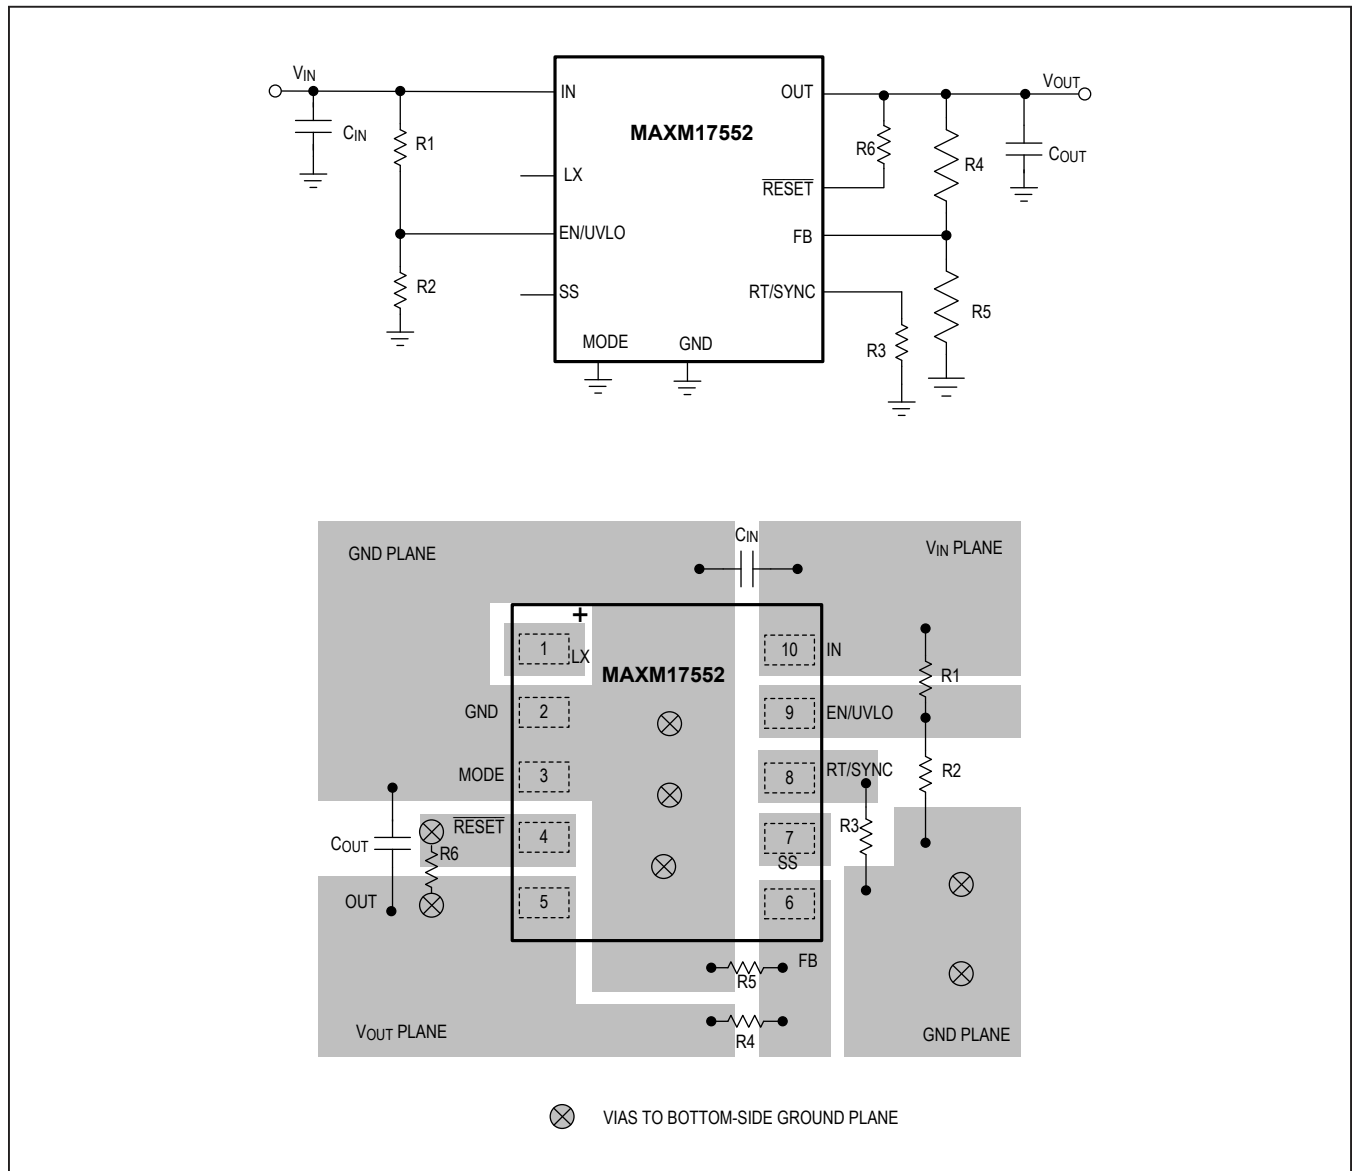 VIN
CIN
R1
R2
IN
LX
EN/UVLO
SS
MODE
GND
MAXM17552
OUT
RESET
FB
RT/SYNC
R6
R4
R5
R3
VOUT
COUT
GND PLANE
CIN
VIN PLANE
+
1
LX
MAXM17552
10
IN
R1
GND
2
9
EN/UVLO
MODE
3
8
RT/SYNC
R2
COUT
RESET
R6
4
7
SS
R3
OUT
5
6
FB
R5
R4
VOUT PLANE
GND PLANE
VIAS TO BOTTOM-SIDE GROUND PLANE